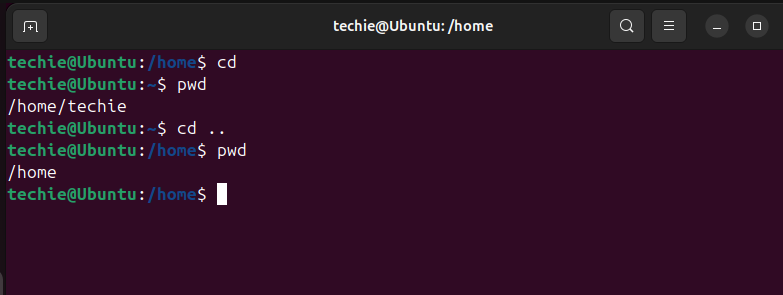 techie@Ubuntu: /home
techie@Ubuntu:/home$ cd
techie@Ubuntu:~$ pwd
/home/techie
techie@Ubuntu:~$ cd ..
techie@Ubuntu:/home$ pwd
/home
techie@Ubuntu:/home$